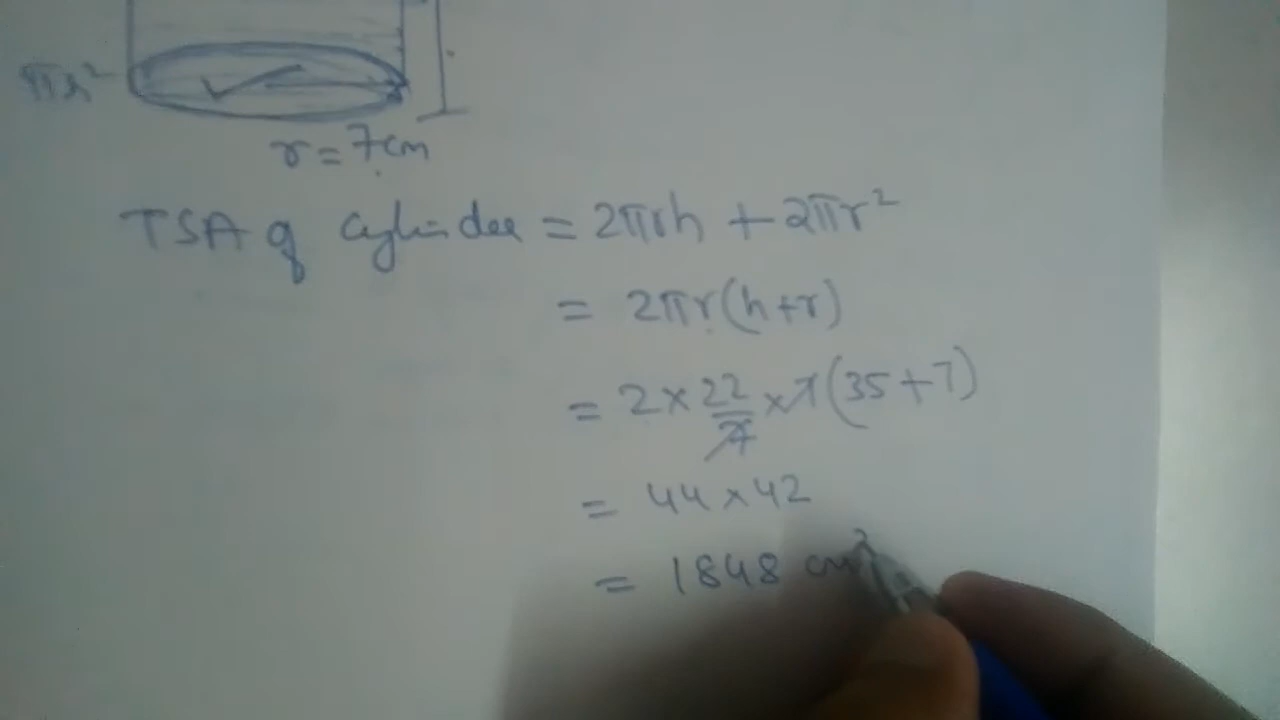 πr²
r = 7cm
TSA of cylinder = 2πrh + 2πr²
= 2πr(h+r)
= 2 × 22/7 × 7(35+7)
= 44 × 42
= 1848 cm²